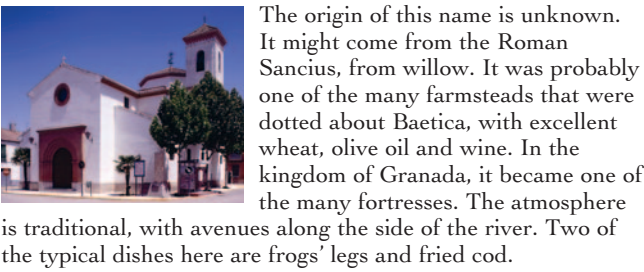 The origin of this name is unknown.
It might come from the Roman
Sancius, from willow. It was probably
one of the many farmsteads that were
dotted about Baetica, with excellent
wheat, olive oil and wine. In the
kingdom of Granada, it became one of
the many fortresses. The atmosphere
is traditional, with avenues along the side of the river. Two of
the typical dishes here are frogs’ legs and fried cod.